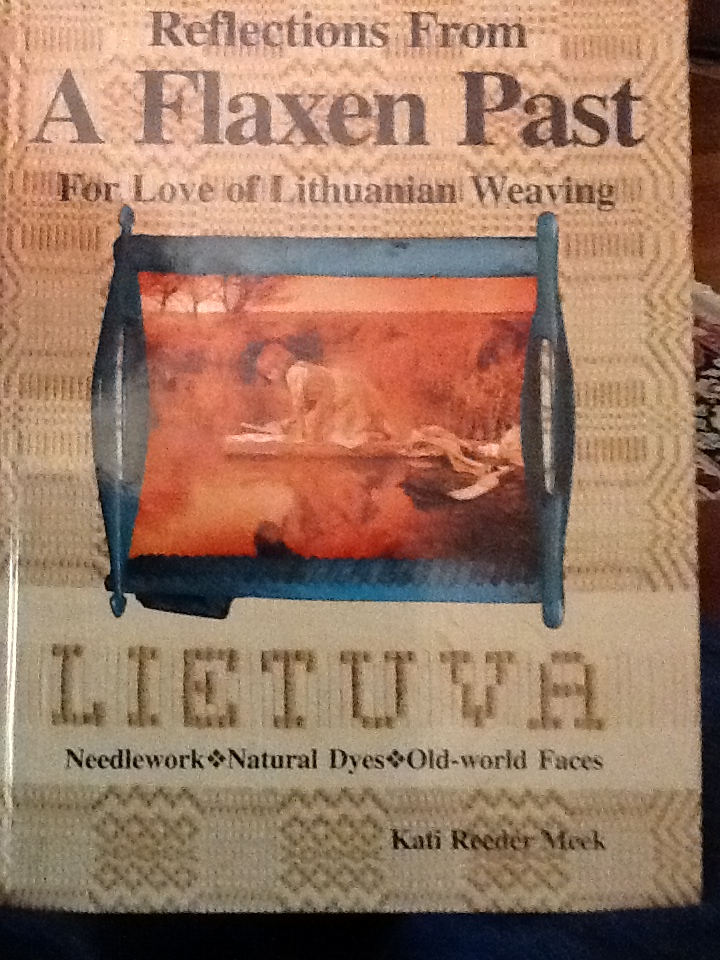 Reflections From
A Flaxen Past
For Love of Lithuanian Weaving
LIETUVA
Needlework❖Natural Dyes❖Old-world Faces
Kati Reeder Meek